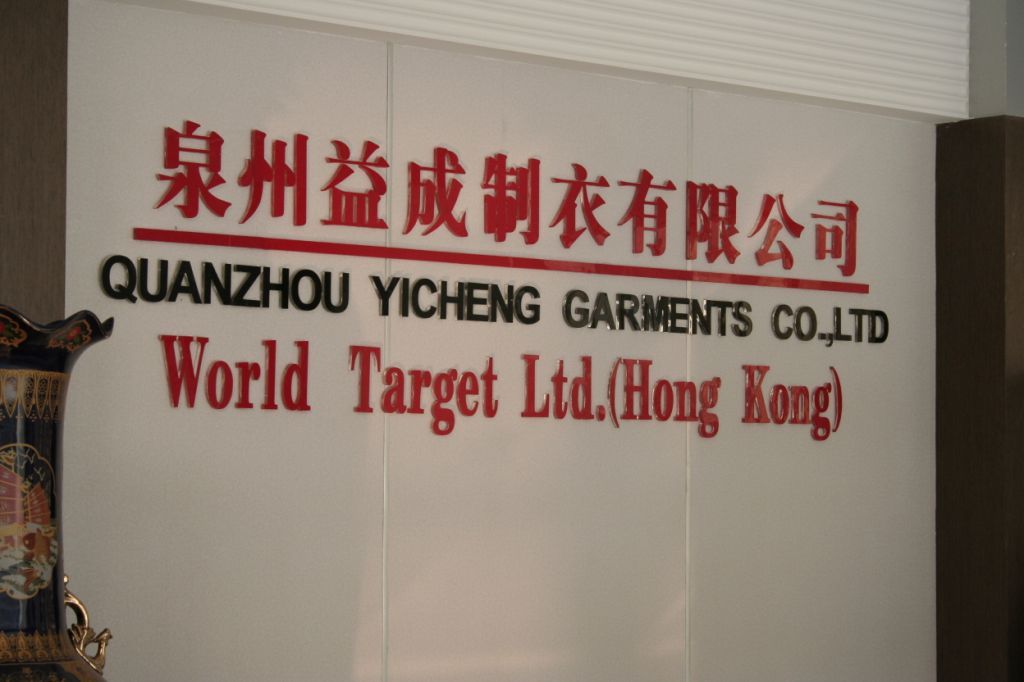 泉州益成制衣有限公司
QUANZHOU YICHENG GARMENTS CO.,LTD
World Target Ltd.(Hong Kong)